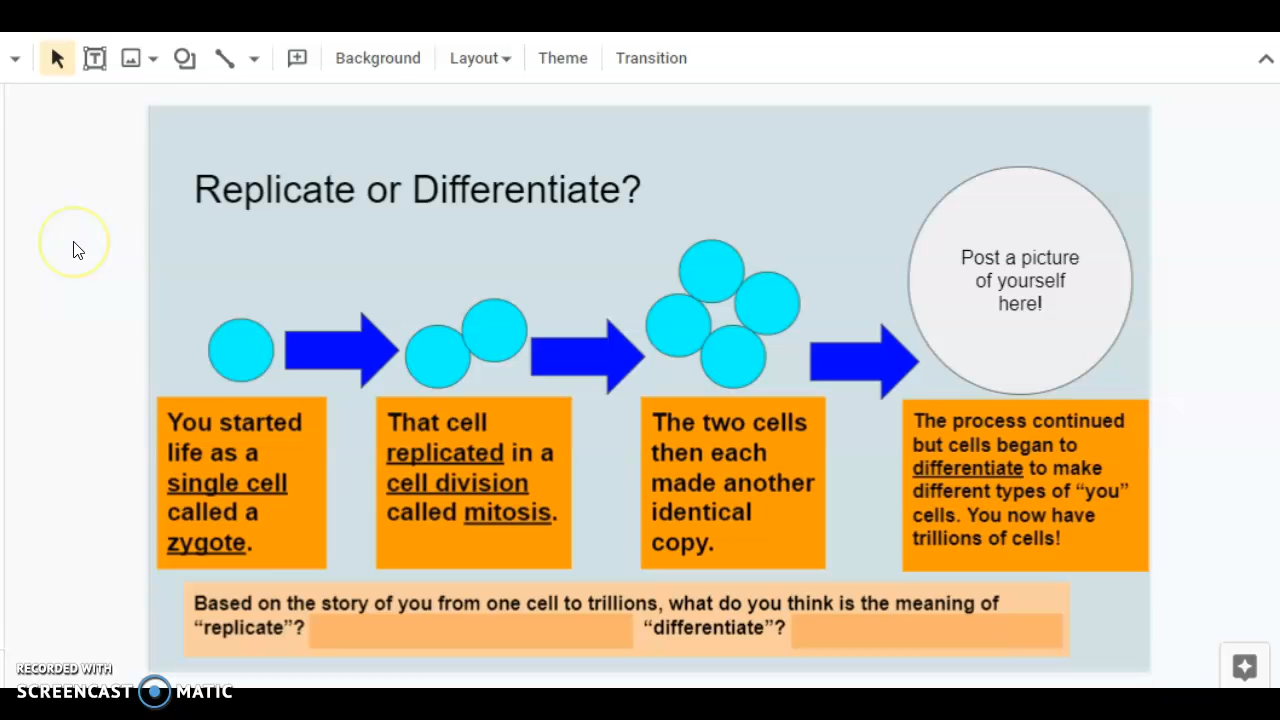 Background Layout Theme Transition
Replicate or Differentiate?
Post a picture
of yourself
here!
You started
life as a
single cell
called a
zygote.
That cell
replicated in a
cell division
called mitosis.
The two cells
then each
made another
identical
copy.
The process continued
but cells began to
differentiate to make
different types of “you”
cells. You now have
trillions of cells!
Based on the story of you from one cell to trillions, what do you think is the meaning of
“replicate”? “differentiate”?
RECORDED WITH
SCREENCAST MATIC